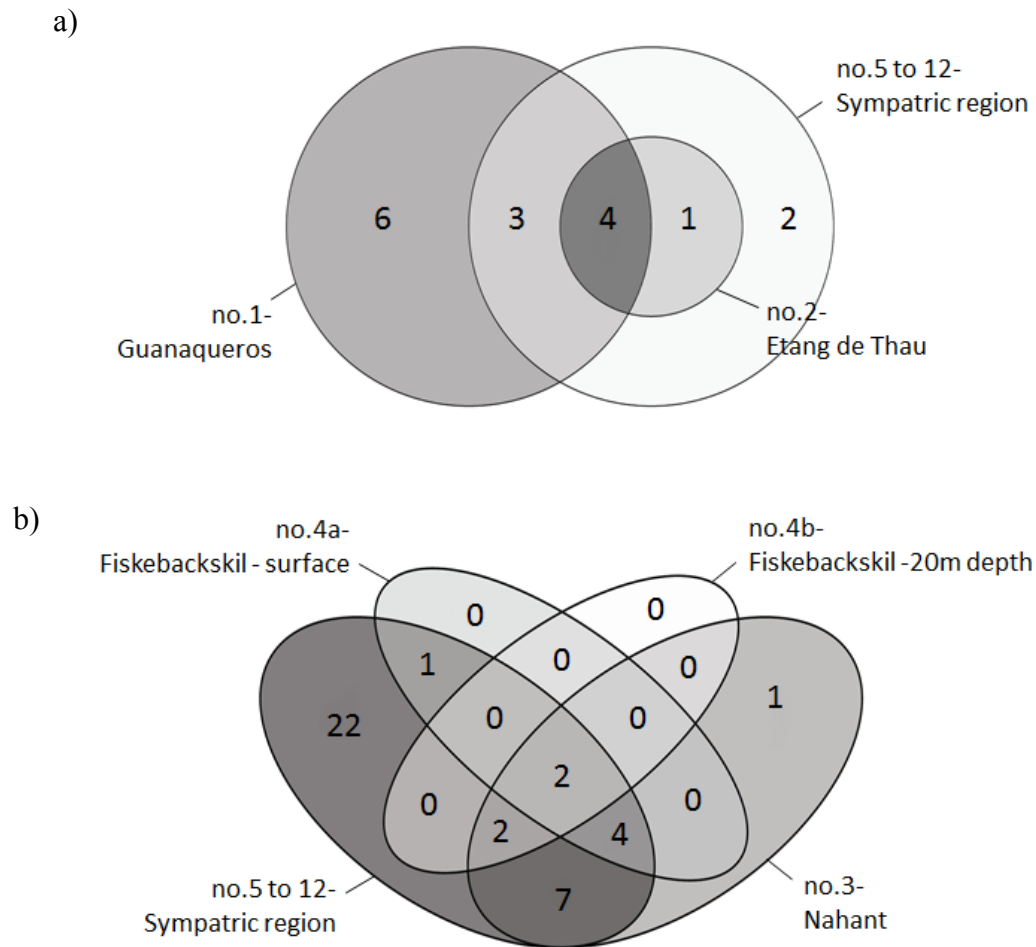 a)
no.5 to 12-
Sympatric region
6 3 4 1 2
no.1-
Guanaqueros
no.2-
Etang de Thau
b)
no.4a-
Fiskebackskil - surface
no.4b-
Fiskebackskil -20m depth
0 0
1 0 0 1
22 0 0
0 2 0
2 4
7
no.5 to 12-
Sympatric region
no.3-
Nahant